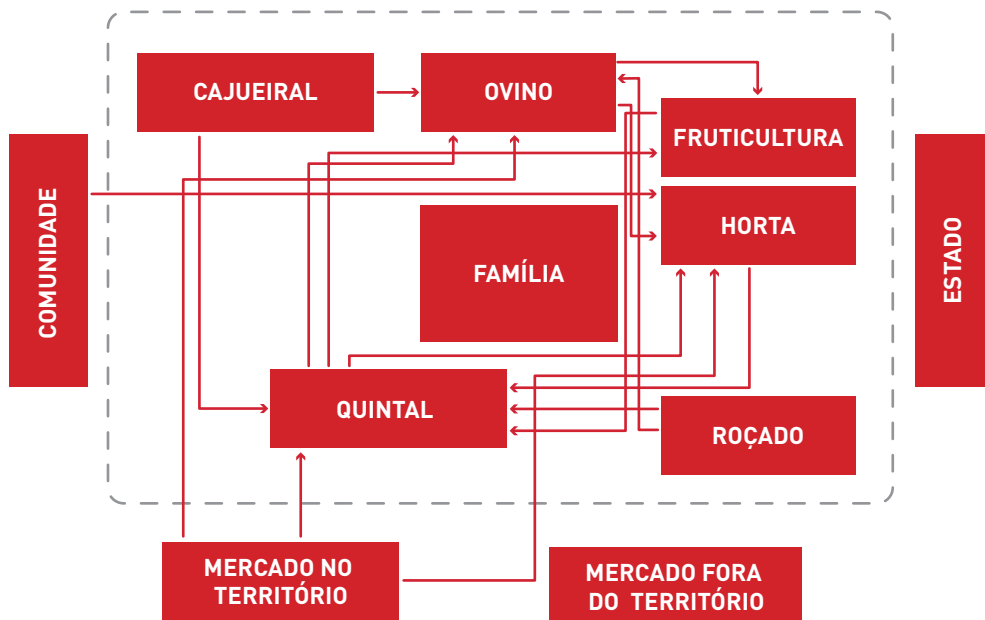 CAJUEIRAL
OVINO
FRUTICULTURA
COMUNIDADE
HORTA
ESTADO
FAMÍLIA
QUINTAL
ROÇADO
MERCADO NO
TERRITÓRIO
MERCADO FORA
DO TERRITÓRIO